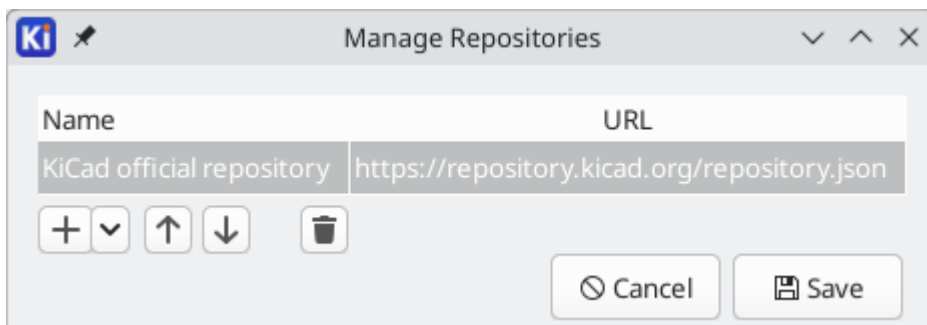 Ki Manage Repositories
Name URL
KiCad official repository https://repository.kicad.org/repository.json
Cancel Save